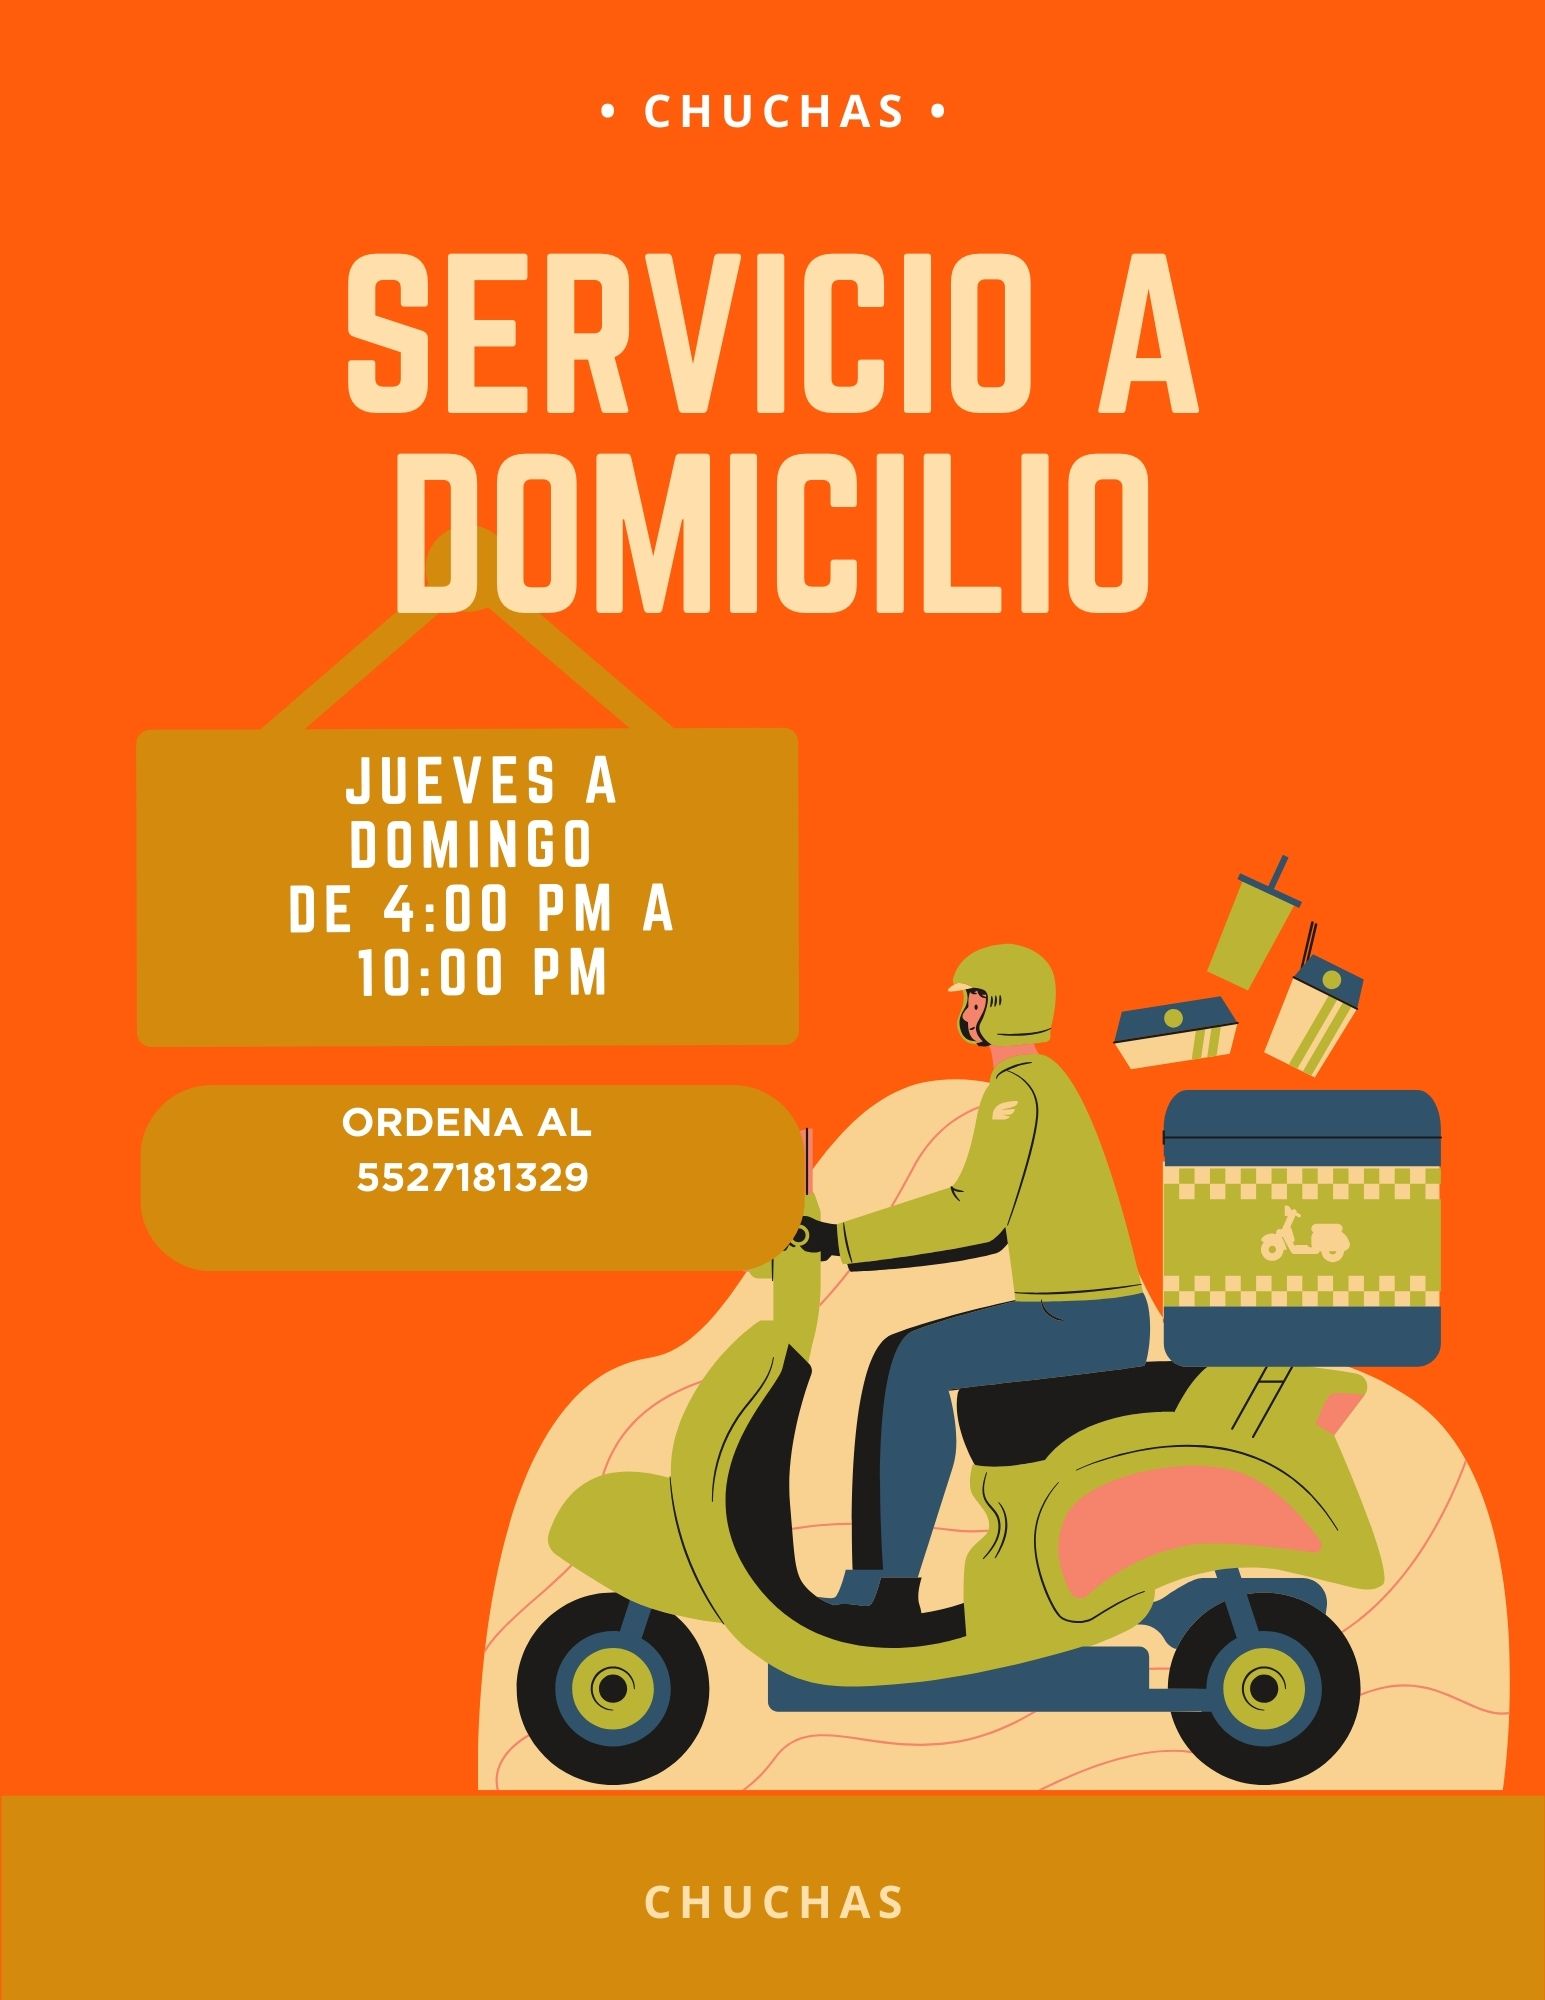 • CHUCHAS •
SERVICIO A
DOMICILIO
JUEVES A
DOMINGO
DE 4:00 PM A
10:00 PM
ORDENA AL
5527181329
CHUCHAS